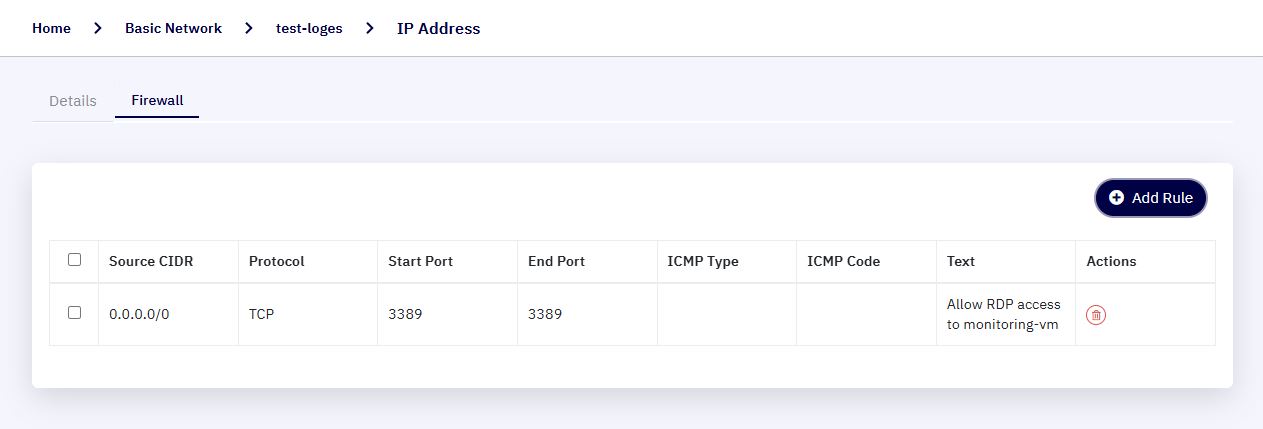 Home > Basic Network > test-loges > IP Address
Details Firewall
Add Rule
Source CIDR Protocol Start Port End Port ICMP Type ICMP Code Text Actions
0.0.0.0/0 TCP 3389 3389 Allow RDP access
to monitoring-vm